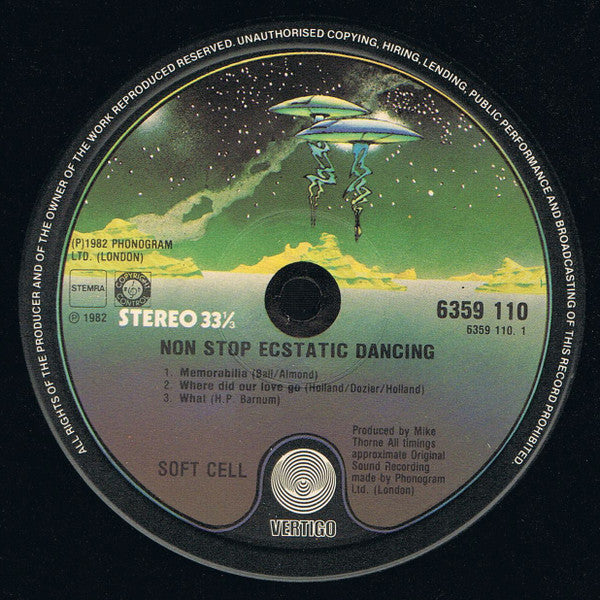 ALL RIGHTS OF THE PRODUCER AND OF THE OWNER OF THE WORK REPRODUCED RESERVED. UNAUTHORISED COPYING, HIRING, LENDING, PUBLIC PERFORMANCE AND BROADCASTING OF THIS RECORD PROHIBITED.
(P)1982 PHONOGRAM
LTD. (LONDON)
STEMRA
COPYRIGHT
CONTROL
℗ 1982
STEREO 33⅓
6359 110
6359 110. 1
NON STOP ECSTATIC DANCING
1. Memorabilia (Ball/Almond)
2. Where did our love go (Holland/Dozier/Holland)
3. What (H.P. Barnum)
Produced by Mike
Thorne All timings
approximate Original
Sound Recording
made by Phonogram
Ltd. (London)
SOFT CELL
VERTIGO